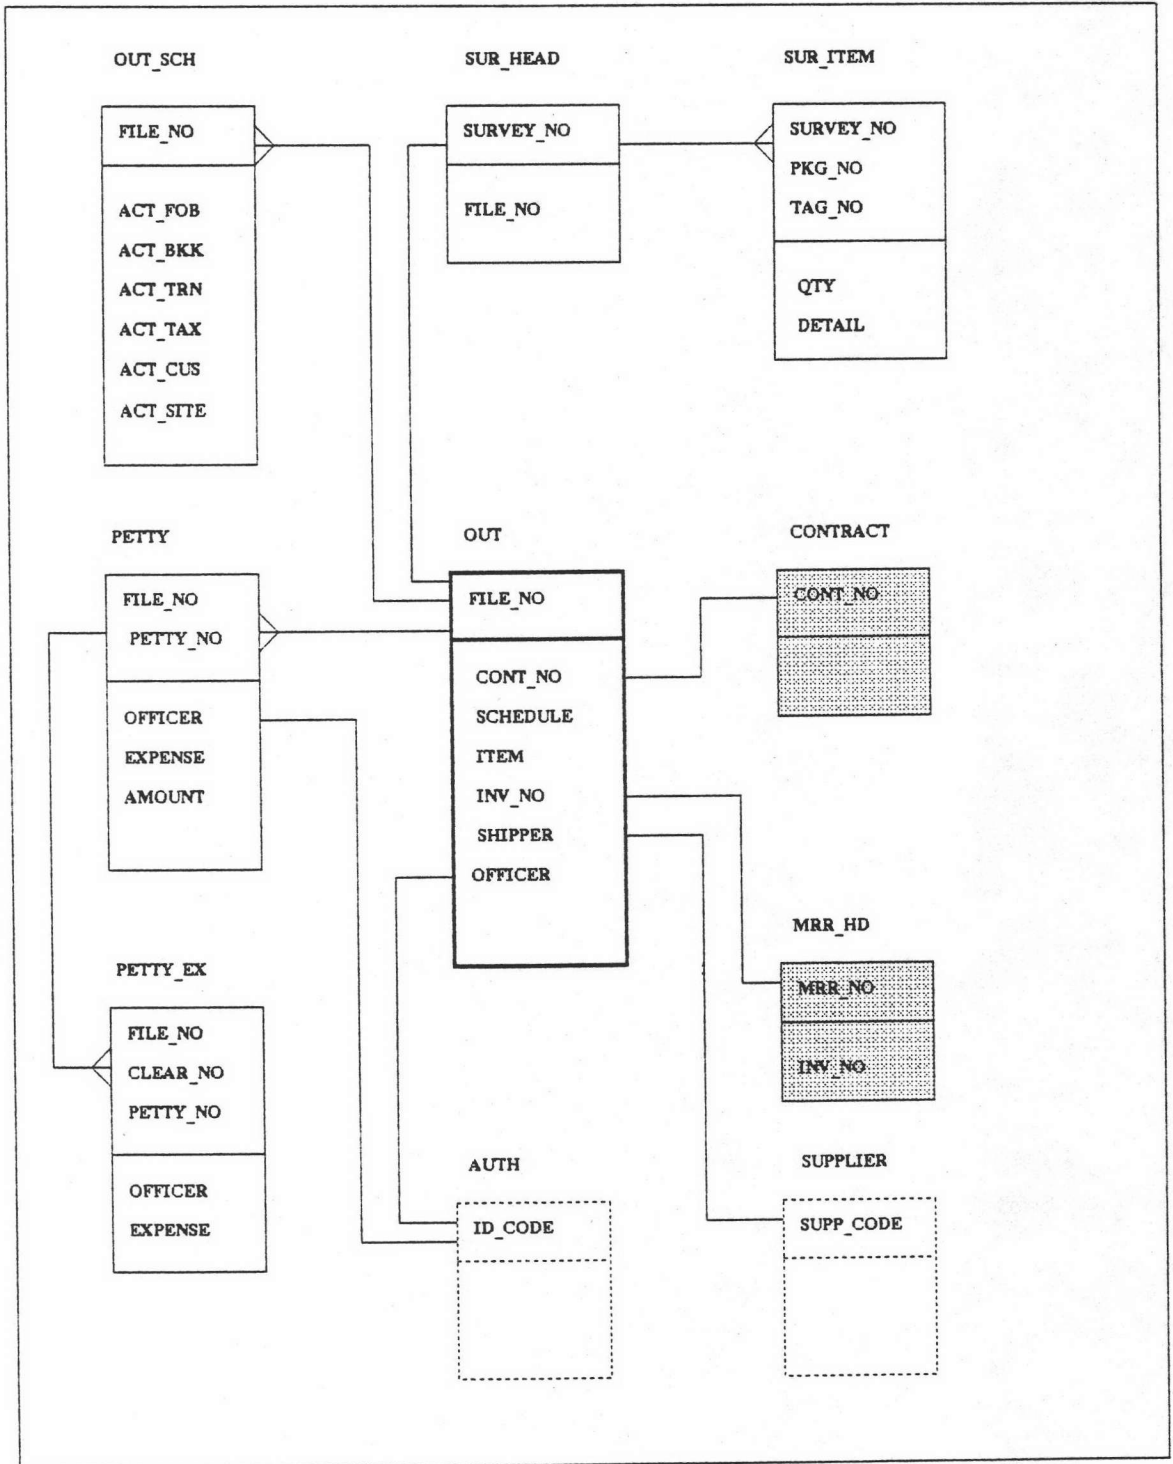 OUT_SCH
FILE_NO
ACT_FOB
ACT_BKK
ACT_TRN
ACT_TAX
ACT_CUS
ACT_SITE
SUR_HEAD
SURVEY_NO
FILE_NO
SUR_ITEM
SURVEY_NO
PKG_NO
TAG_NO
QTY
DETAIL
PETTY
FILE_NO
PETTY_NO
OFFICER
EXPENSE
AMOUNT
OUT
FILE_NO
CONT_NO
SCHEDULE
ITEM
INV_NO
SHIPPER
OFFICER
CONTRACT
CONT_NO
MRR_HD
MRR_NO
INV_NO
PETTY_EX
FILE_NO
CLEAR_NO
PETTY_NO
OFFICER
EXPENSE
AUTH
ID_CODE
SUPPLIER
SUPP_CODE